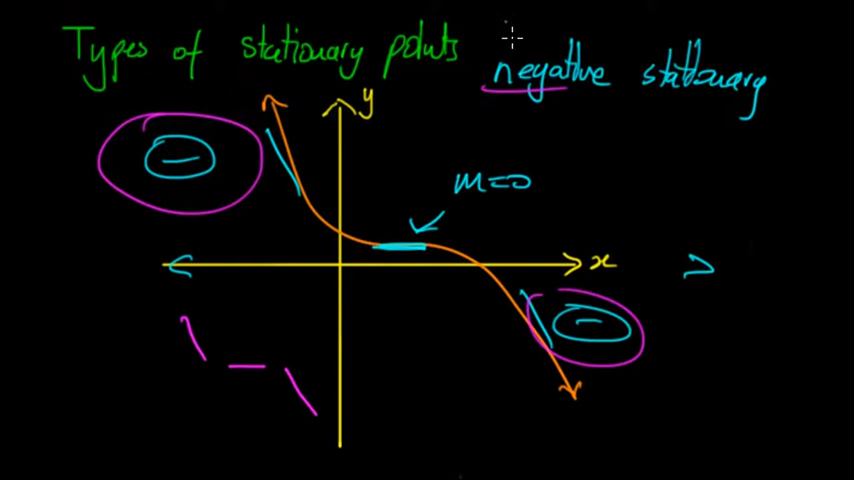 Types of stationary points
negative stationary
y
m=0
x